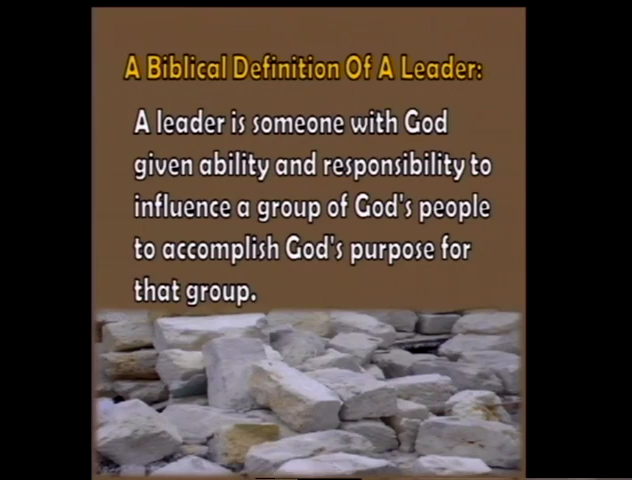 A Biblical Definition Of A Leader:
A leader is someone with God
given ability and responsibility to
influence a group of God's people
to accomplish God's purpose for
that group.